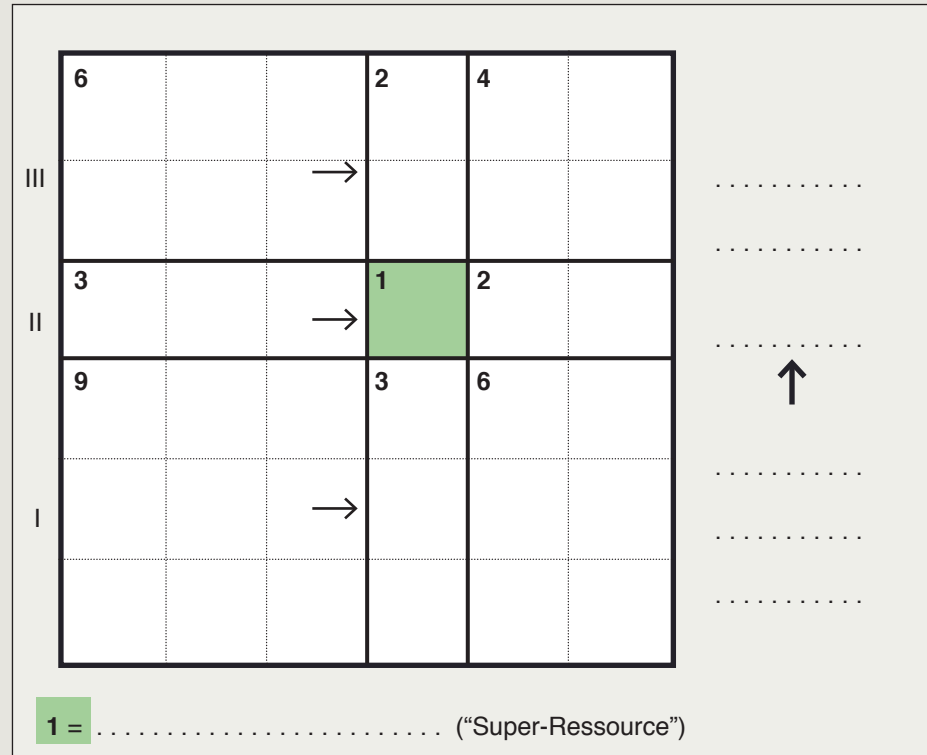 6 2 4
III → . . . . . . . . . . .
. . . . . . . . . . .
3 1 2
II → . . . . . . . . . . .
9 3 6
↑
. . . . . . . . . . .
I → . . . . . . . . . . .
. . . . . . . . . . .
1 = . . . . . . . . . . . . . . . . . . . . . . . . . (“Super-Ressource”)